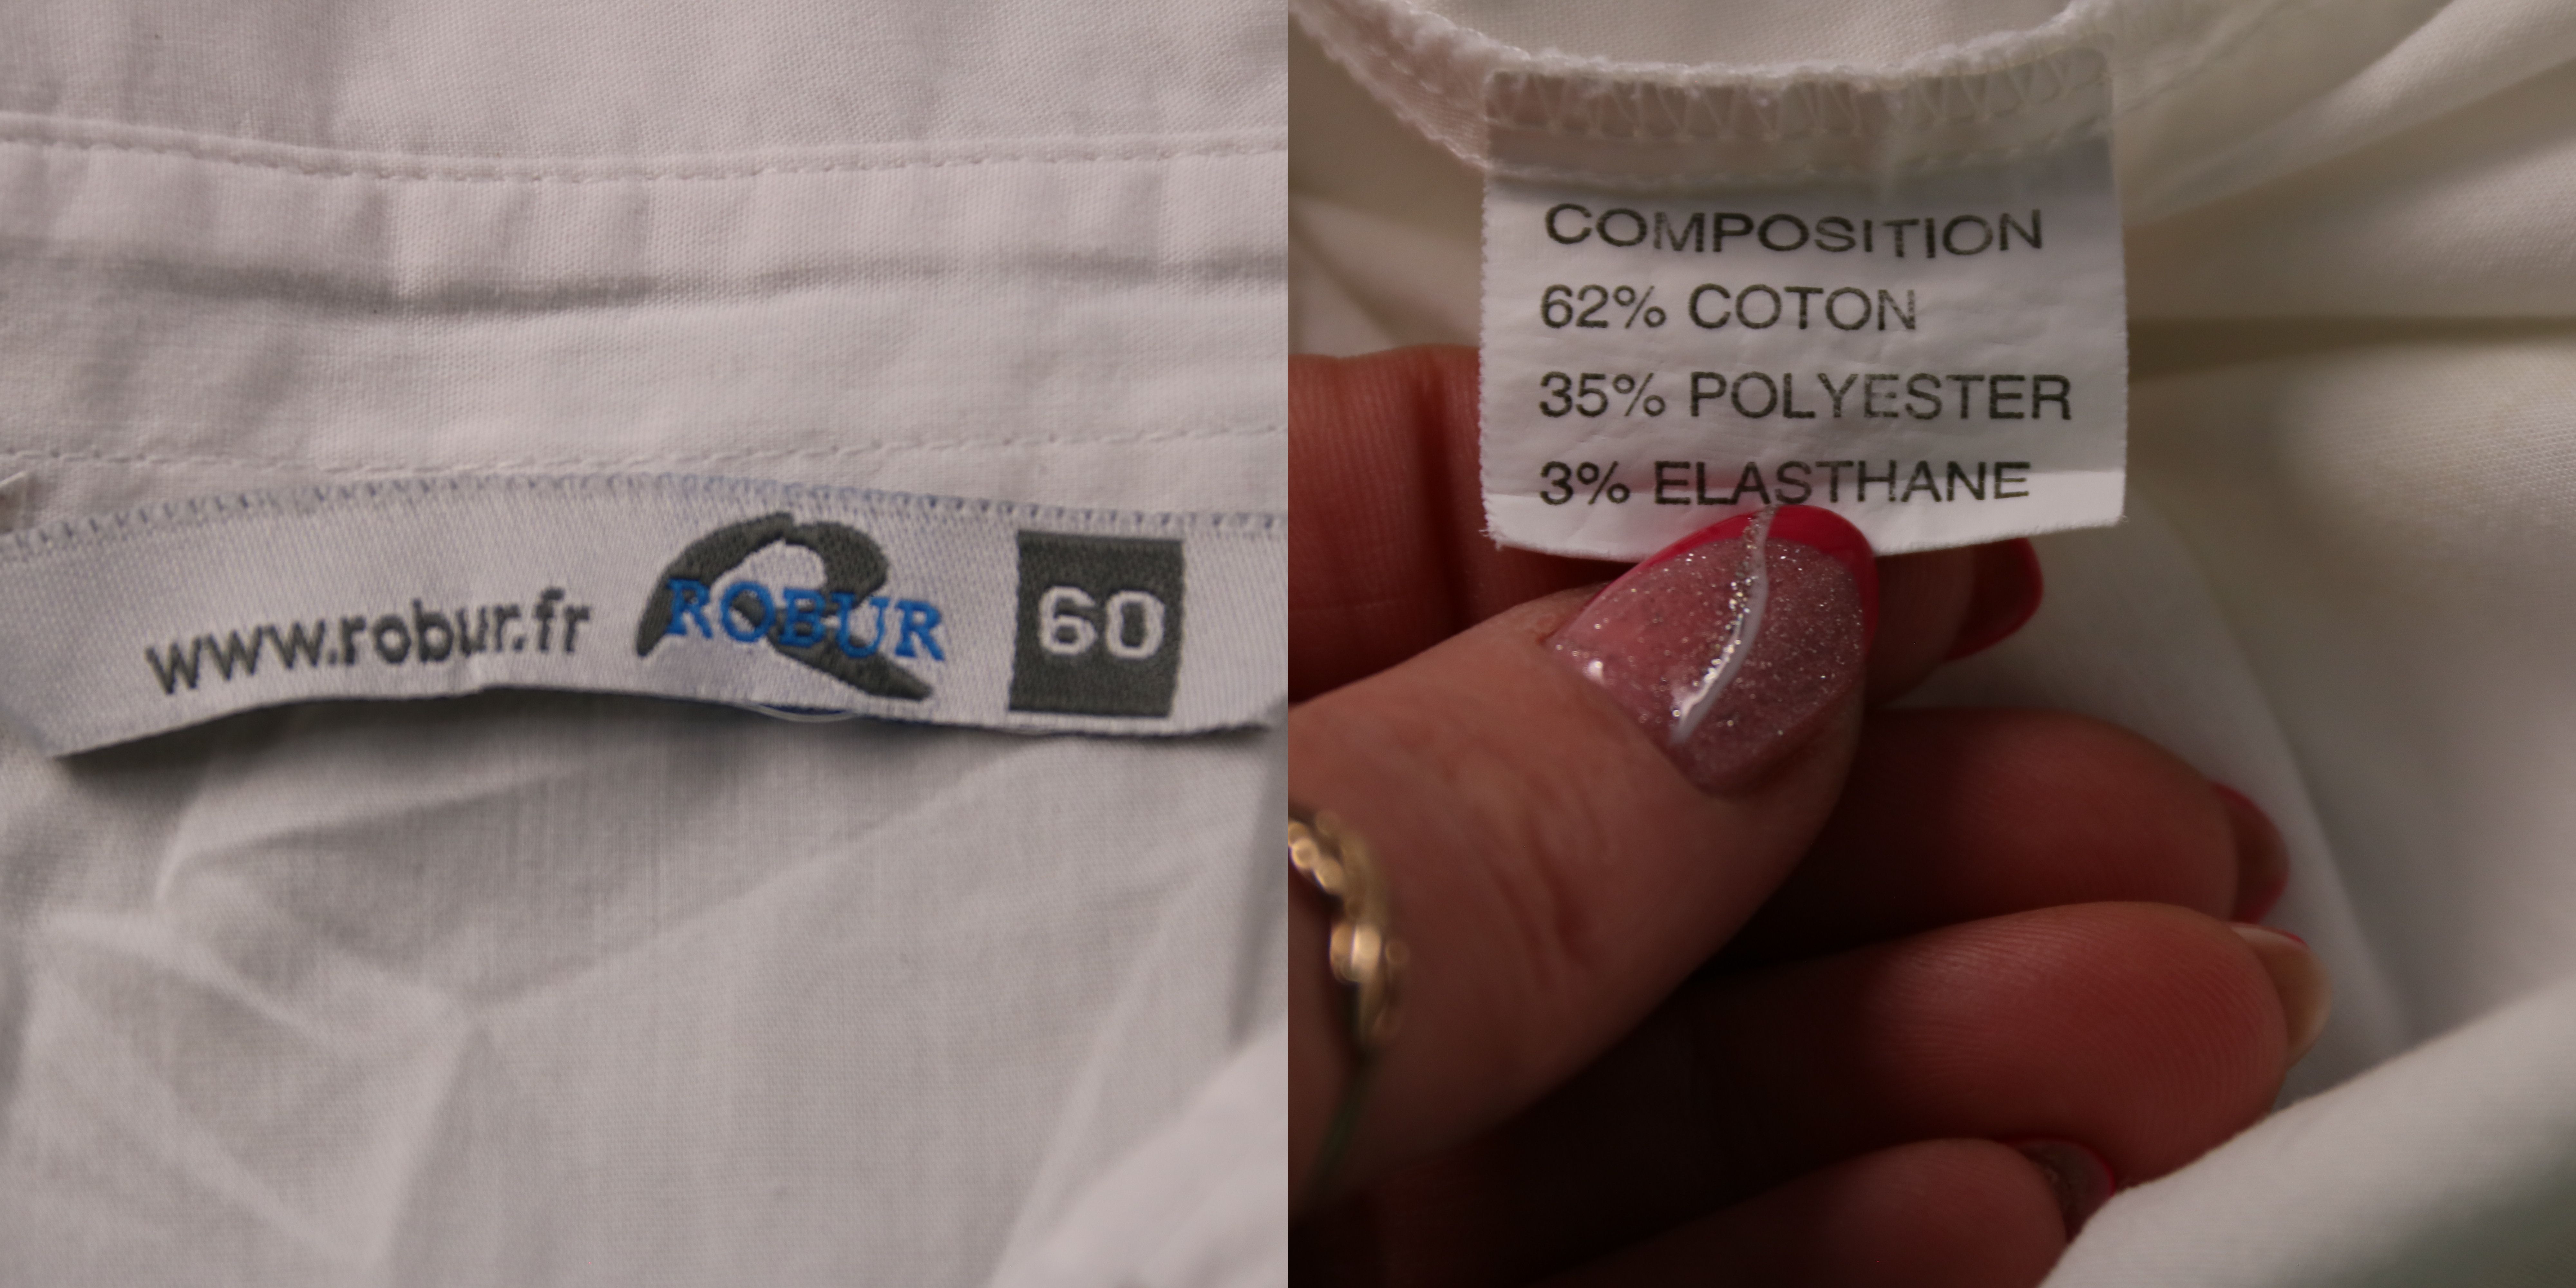 www.robur.fr ROBUR 60
COMPOSITION
62% COTON
35% POLYESTER
3% ELASTHANE